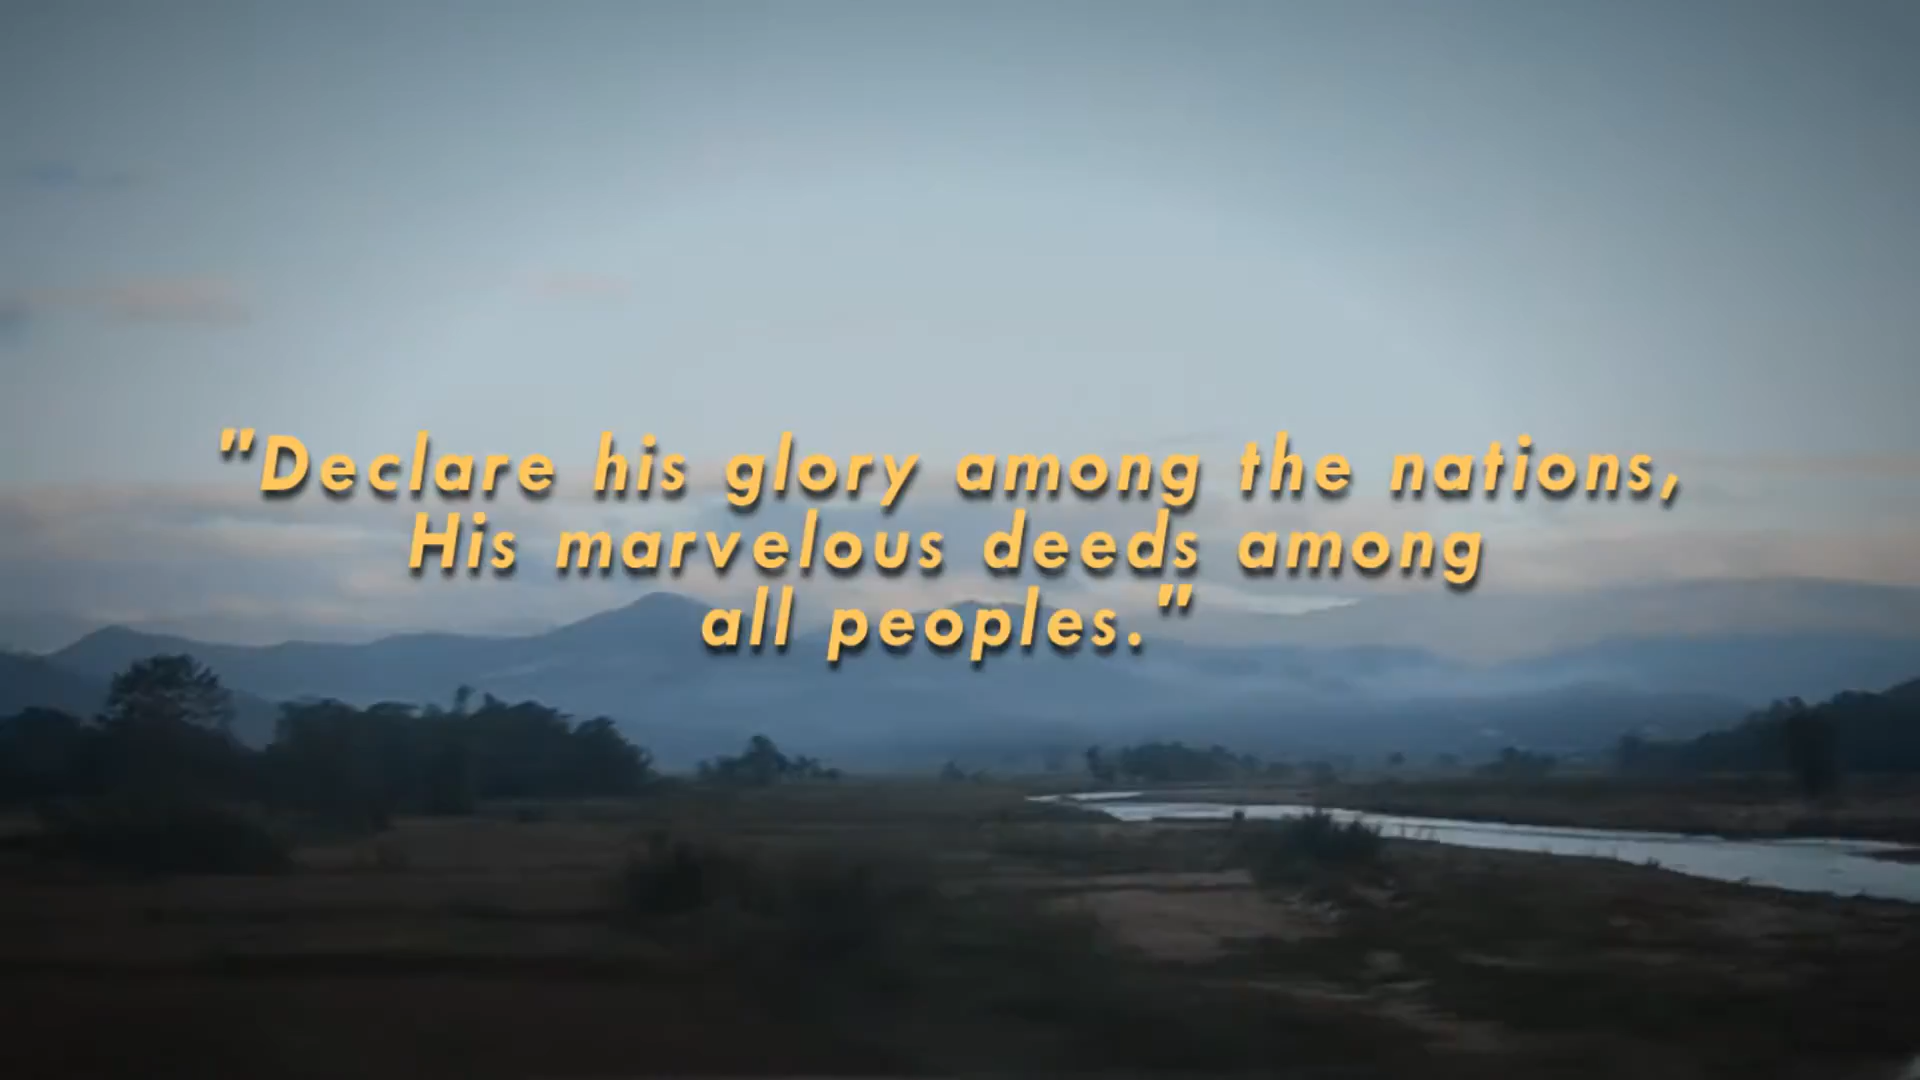 "Declare his glory among the nations,
His marvelous deeds among
all peoples."